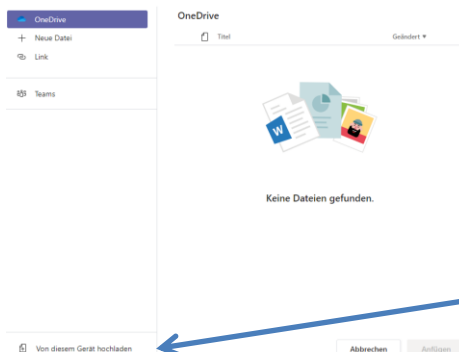 OneDrive
Neue Datei
Link
Teams
Von diesem Gerät hochladen
OneDrive
Titel
Geändert
W
Keine Dateien gefunden.
Abbrechen
Anfügen